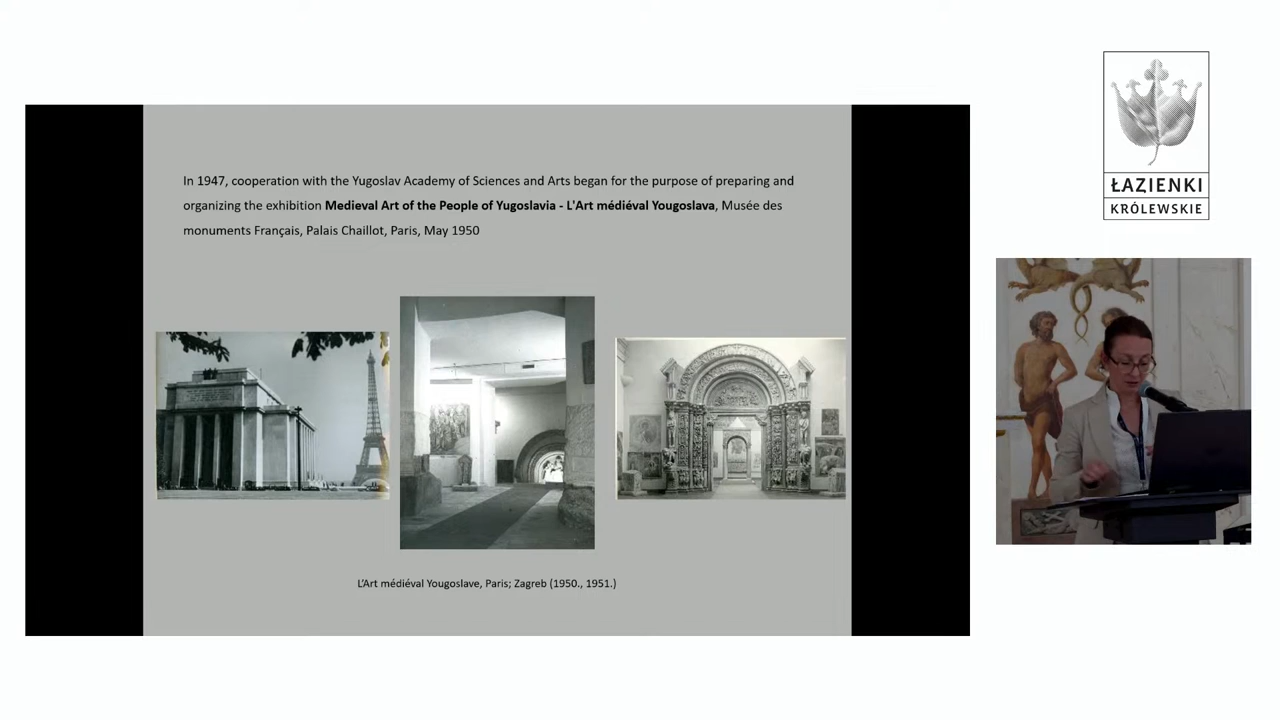 In 1947, cooperation with the Yugoslav Academy of Sciences and Arts began for the purpose of preparing and
organizing the exhibition Medieval Art of the People of Yugoslavia - L'Art médiéval Yougoslava, Musée des
monuments Français, Palais Chaillot, Paris, May 1950
L'Art médiéval Yougoslave, Paris; Zagreb (1950., 1951.)
ŁAZIENKI
KRÓLEWSKIE